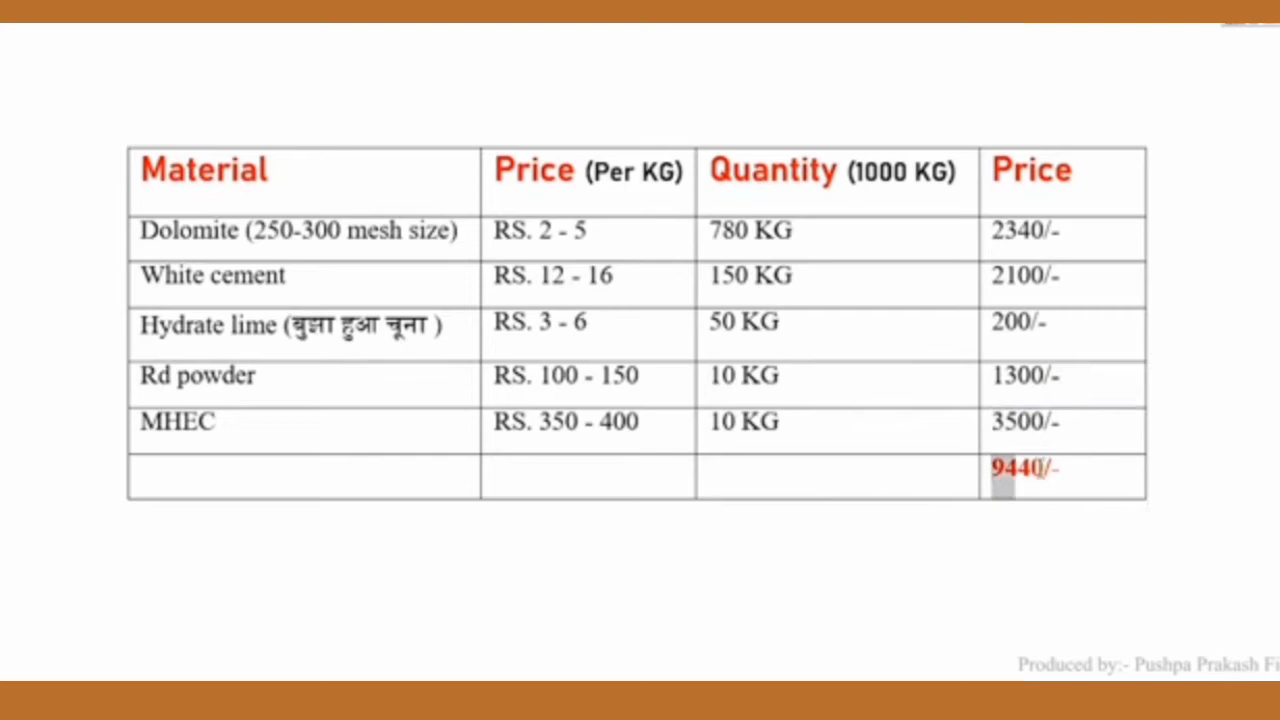 Material Price (Per KG) Quantity (1000 KG) Price
Dolomite (250-300 mesh size) RS. 2 - 5 780 KG 2340/-
White cement RS. 12 - 16 150 KG 2100/-
Hydrate lime (बुझा हुआ चूना ) RS. 3 - 6 50 KG 200/-
Rd powder RS. 100 - 150 10 KG 1300/-
MHEC RS. 350 - 400 10 KG 3500/-
9440/-
Produced by:- Pushpa Prakash Fi